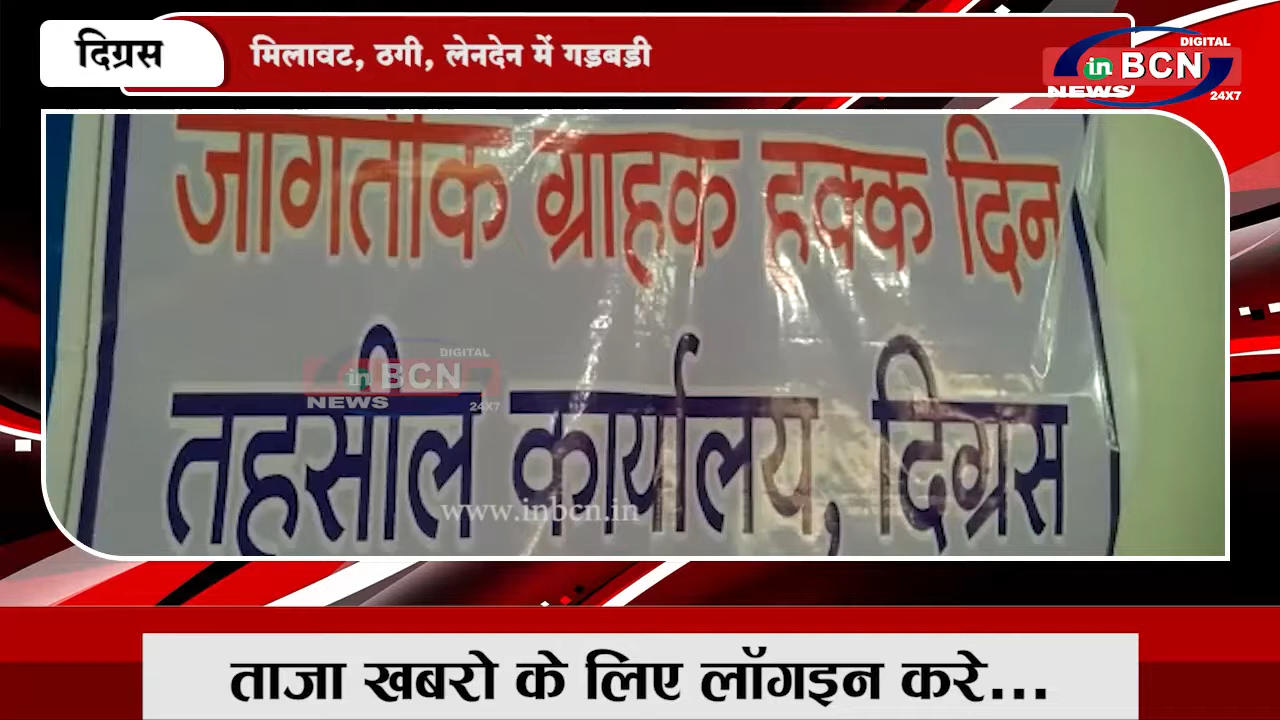 दिग्रस
मिलावट, ठगी, लेनदेन में गड़बड़ी
DIGITAL
in BCN
NEWS
24X7
जागतीक ग्राहक हक्क दिन
DIGITAL
in BCN
NEWS
24X7
तहसील कार्यालय, दिग्रस
www.inbcn.in
ताजा खबरो के लिए लॉगइन करे...